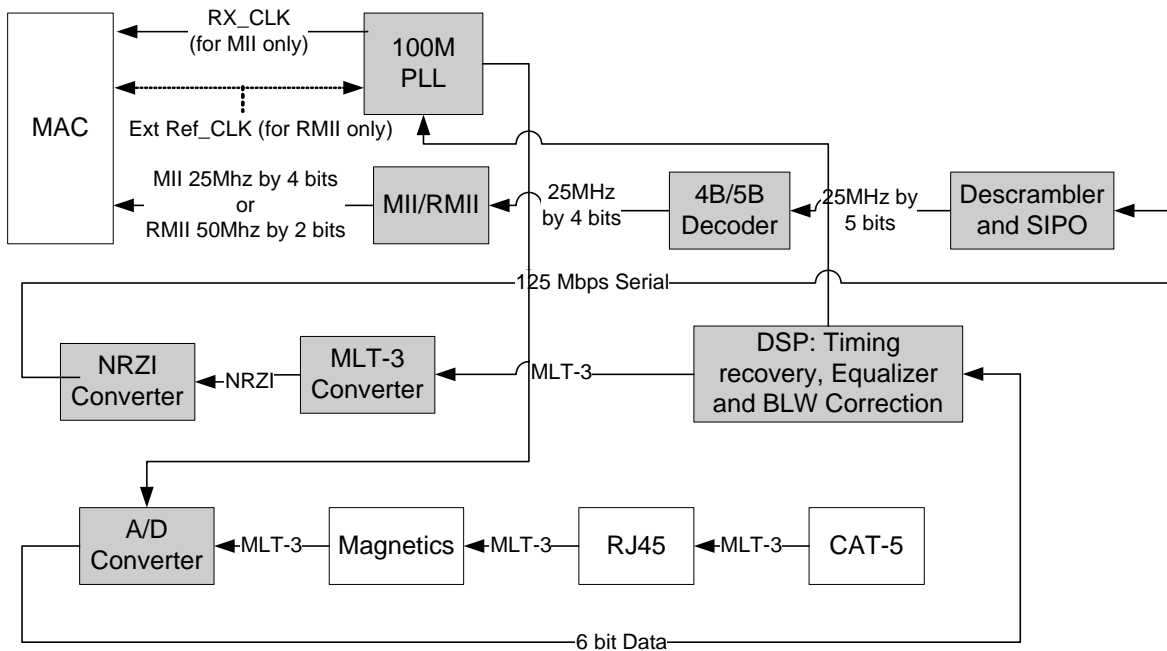 RX_CLK
(for MII only)
100M
PLL
MAC
Ext Ref_CLK (for RMII only)
MII 25Mhz by 4 bits
or
RMII 50Mhz by 2 bits
MII/RMII
25MHz
by 4 bits
4B/5B
Decoder
25MHz by
5 bits
Descrambler
and SIPO
125 Mbps Serial
NRZI
Converter
NRZI
MLT-3
Converter
MLT-3
DSP: Timing
recovery, Equalizer
and BLW Correction
A/D
Converter
MLT-3
Magnetics
MLT-3
RJ45
MLT-3
CAT-5
6 bit Data